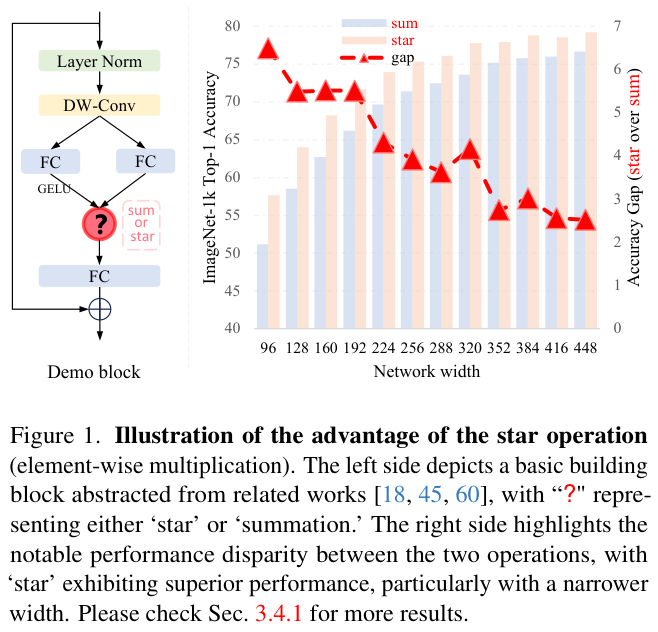 Layer Norm
DW-Conv
FC
FC
GELU
?
sum
or
star
FC
Demo block
sum
star
gap
ImageNet-1k Top-1 Accuracy
80
75
70
65
60
55
50
45
40
7
6
5
4
3
2
1
0
Accuracy Gap (star over sum)
96 128 160 192 224 256 288 320 352 384 416 448
Network width
Figure 1. Illustration of the advantage of the star operation
(element-wise multiplication). The left side depicts a basic building
block abstracted from related works [18, 45, 60], with “?" repre-
senting either ‘star’ or ‘summation.’ The right side highlights the
notable performance disparity between the two operations, with
‘star’ exhibiting superior performance, particularly with a narrower
width. Please check Sec. 3.4.1 for more results.